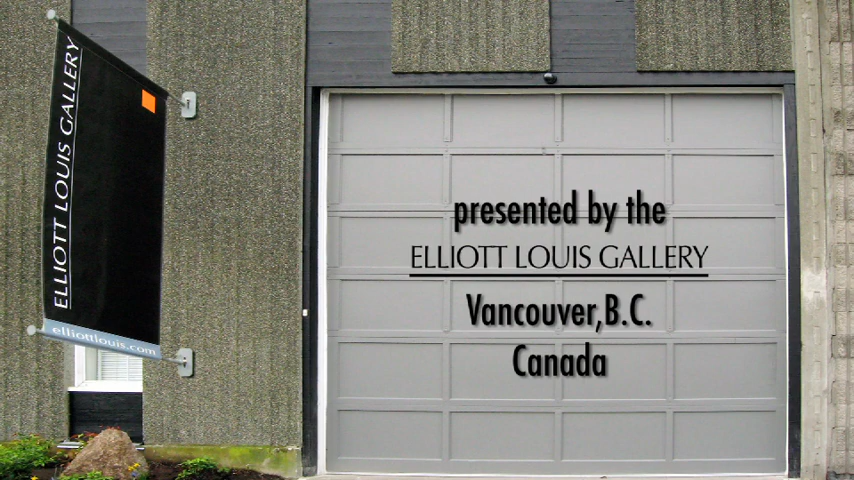 ELLIOTT LOUIS GALLERY
elliottlouis.com
presented by the
ELLIOTT LOUIS GALLERY
Vancouver,B.C.
Canada